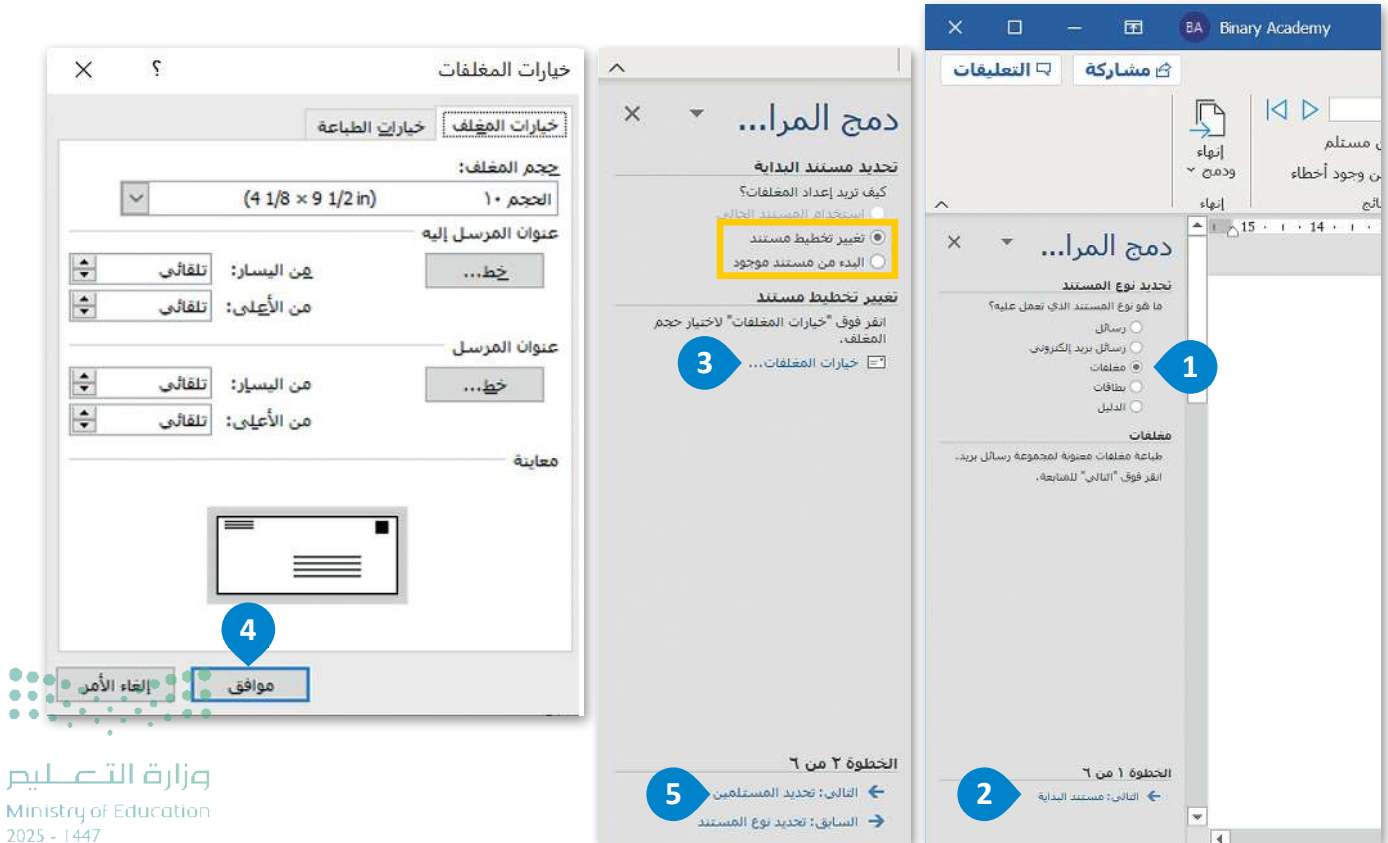 BA Binary Academy
مشاركة
التعليقات
مستلم
وجود أخطاء
إنهاء ودمج
إنهاء
15 14
دمج المرا...
تحديد نوع المستند
ما هو نوع المستند الذي تعمل عليه؟
رسائل
رسائل بريد إلكتروني
مغلفات
بطاقات
الدليل
1
مغلفات
طباعة مغلفات معنونة لمجموعة رسائل بريد.
انقر فوق "التالي" للمتابعة.
الخطوة ١ من ٦
التالي: مستند البداية
2
دمج المرا...
تحديد مستند البداية
كيف تريد إعداد المغلفات؟
استخدام المستند الحالي
تغيير تخطيط مستند
البدء من مستند موجود
تغيير تخطيط مستند
انقر فوق "خيارات المغلفات" لاختيار حجم
المغلف.
خيارات المغلفات...
3
الخطوة ٢ من ٦
التالي: تحديد المستلمين
5
السابق: تحديد نوع المستند
خيارات المغلفات
؟
خيارات المغلف
خيارات الطباعة
حجم المغلف:
الحجم ١٠ (4 1/8 × 9 1/2 in)
عنوان المرسل إليه
خط...
من اليسار: تلقائي
من الأعلى: تلقائي
عنوان المرسل
خط...
من اليسار: تلقائي
من الأعلى: تلقائي
معاينة
4
موافق
إلغاء الأمر
وزارة التعليم
Ministry of Education
2025 - 1447